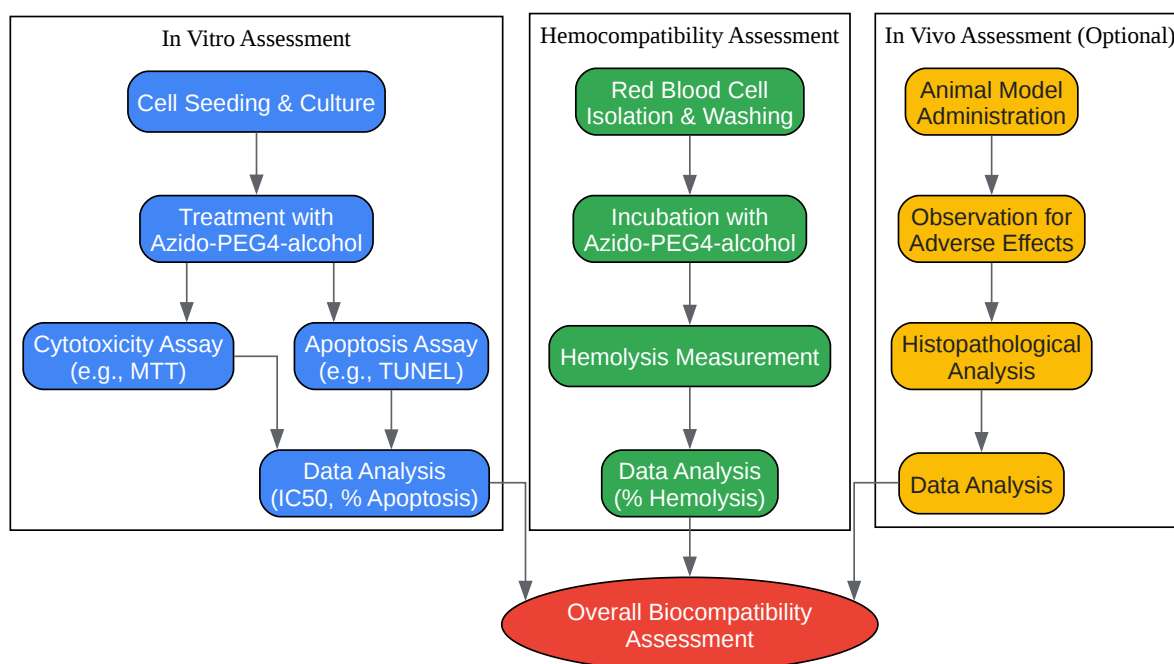 In Vitro Assessment
Cell Seeding & Culture
Treatment with
Azido-PEG4-alcohol
Cytotoxicity Assay
(e.g., MTT)
Apoptosis Assay
(e.g., TUNEL)
Data Analysis
(IC50, % Apoptosis)
Hemocompatibility Assessment
Red Blood Cell
Isolation & Washing
Incubation with
Azido-PEG4-alcohol
Hemolysis Measurement
Data Analysis
(% Hemolysis)
In Vivo Assessment (Optional)
Animal Model
Administration
Observation for
Adverse Effects
Histopathological
Analysis
Data Analysis
Overall Biocompatibility
Assessment